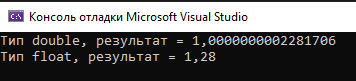 Консоль отладки Microsoft Visual Studio
Тип double, результат = 1,0000000002281706
Тип float, результат = 1,28